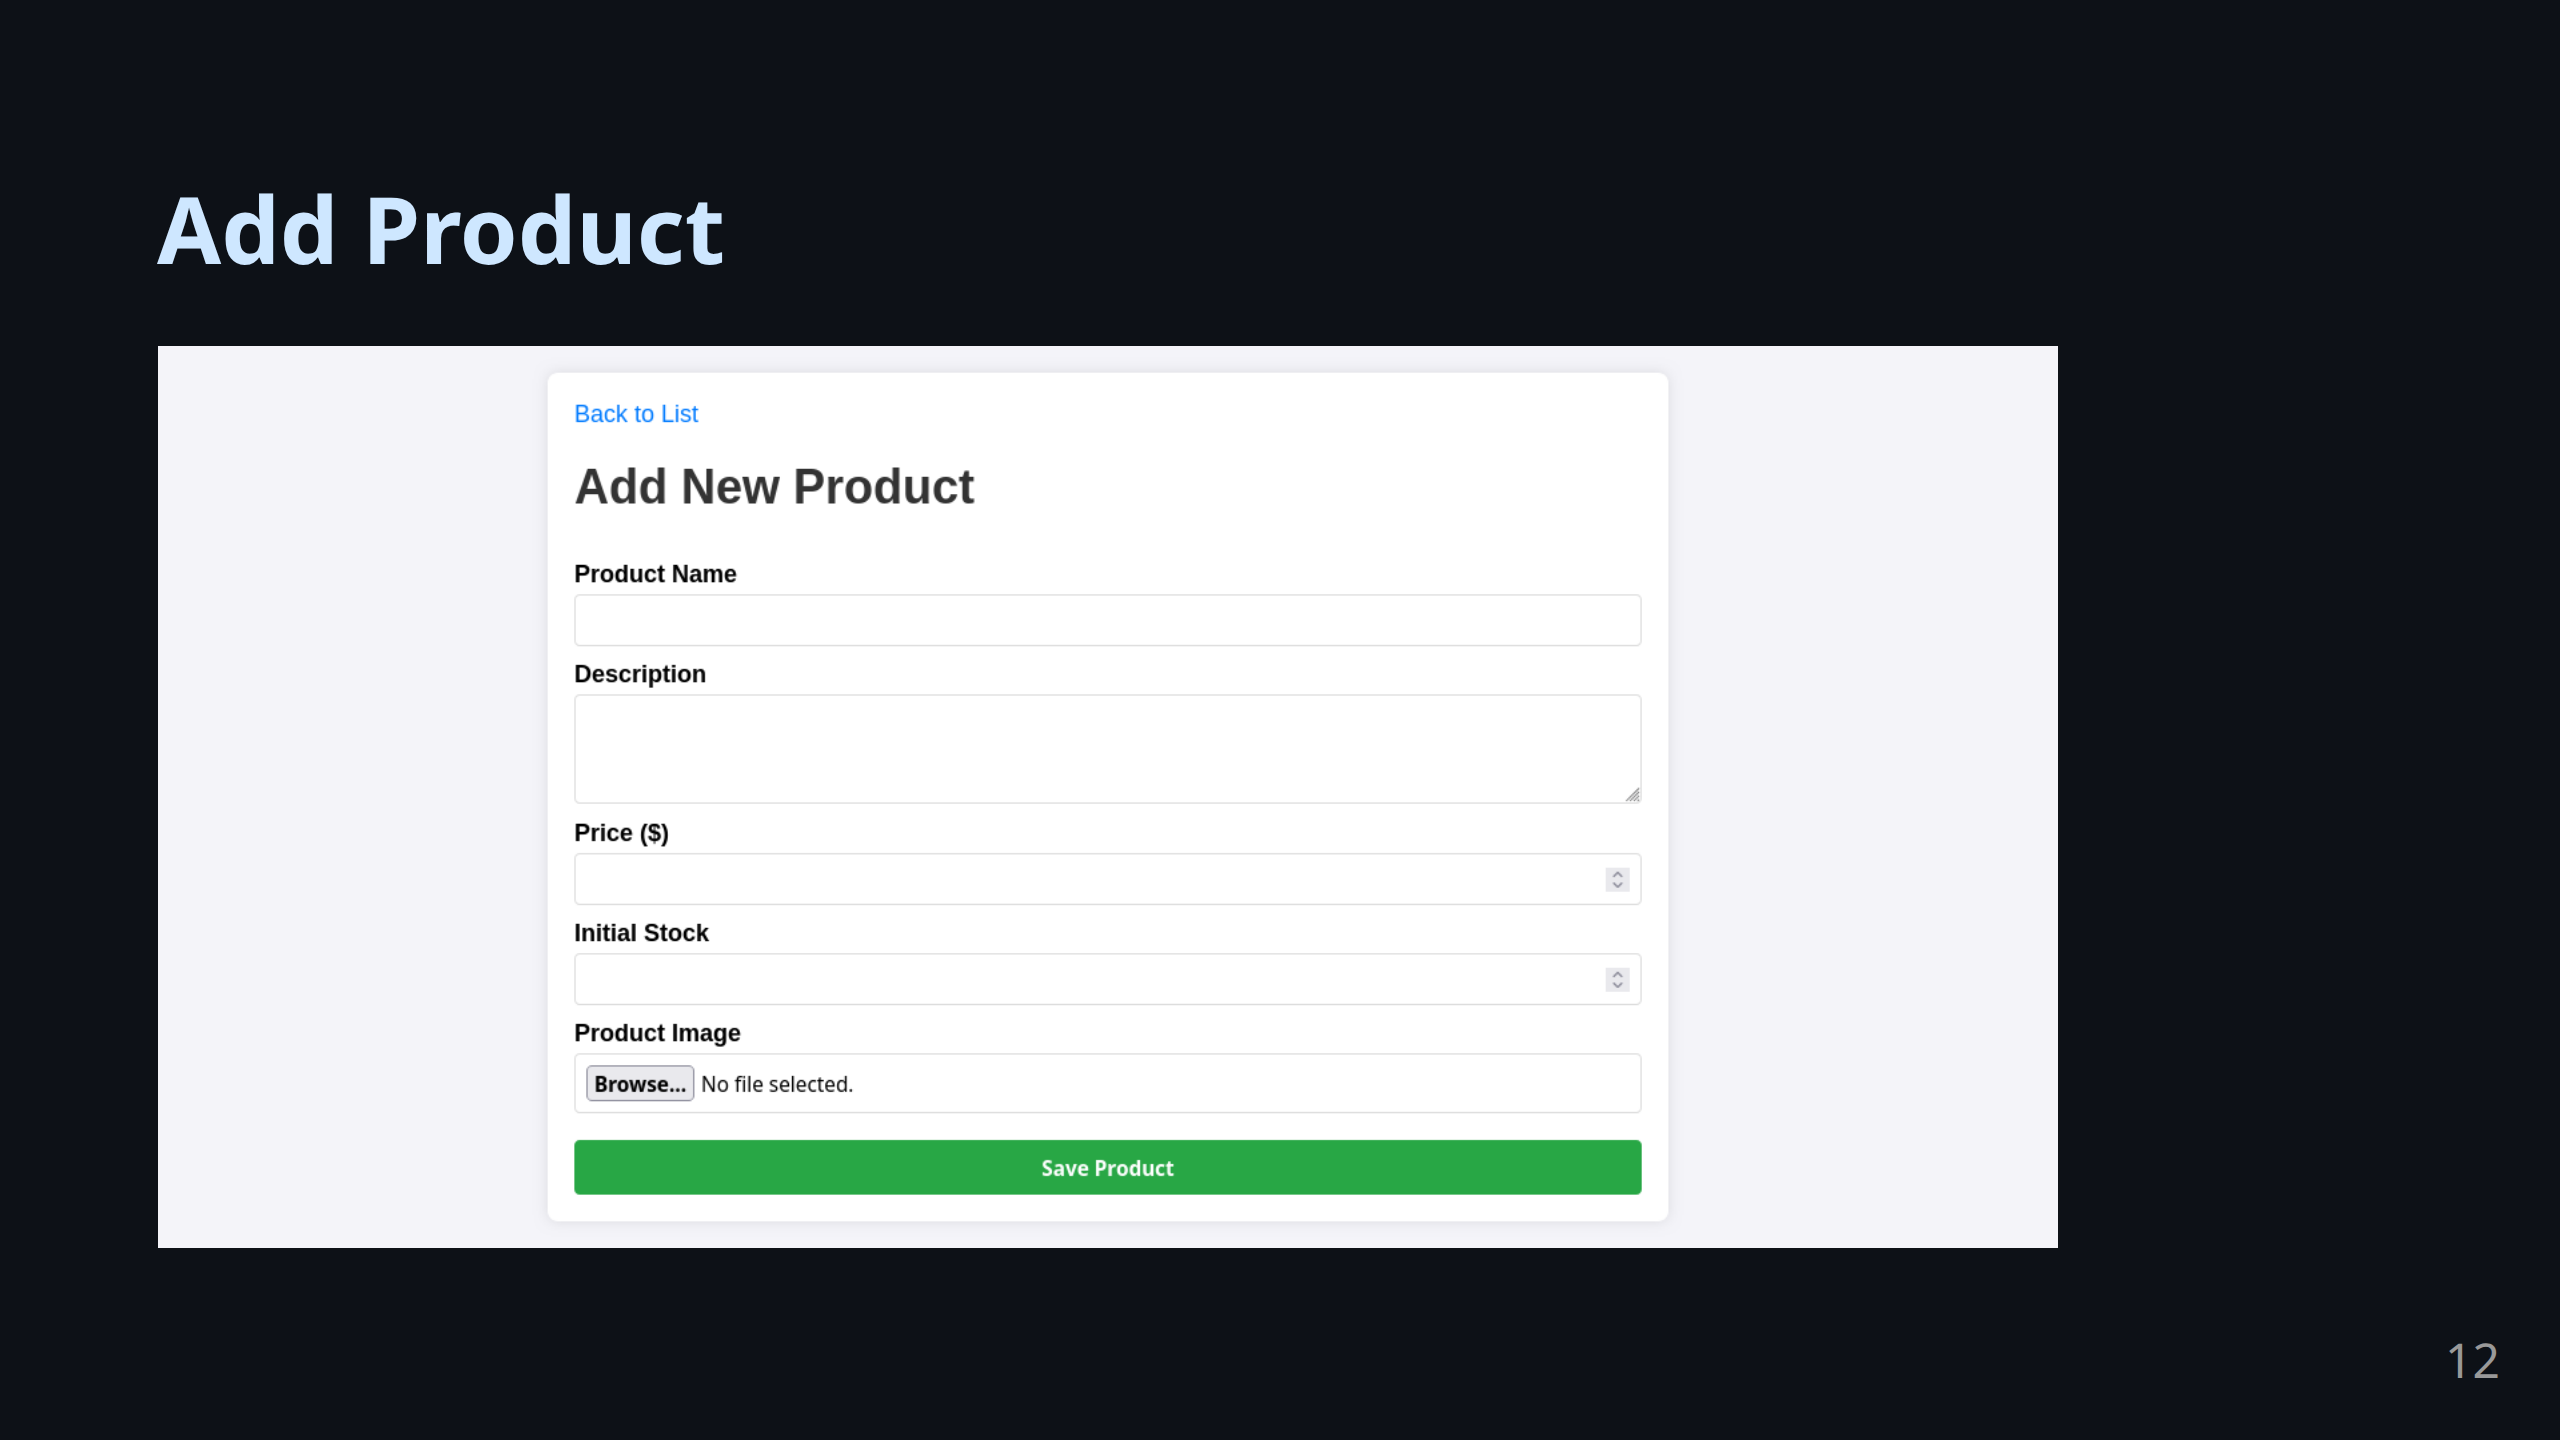 Add Product
Back to List
Add New Product
Product Name
Description
Price ($)
Initial Stock
Product Image
Browse... No file selected.
Save Product
12